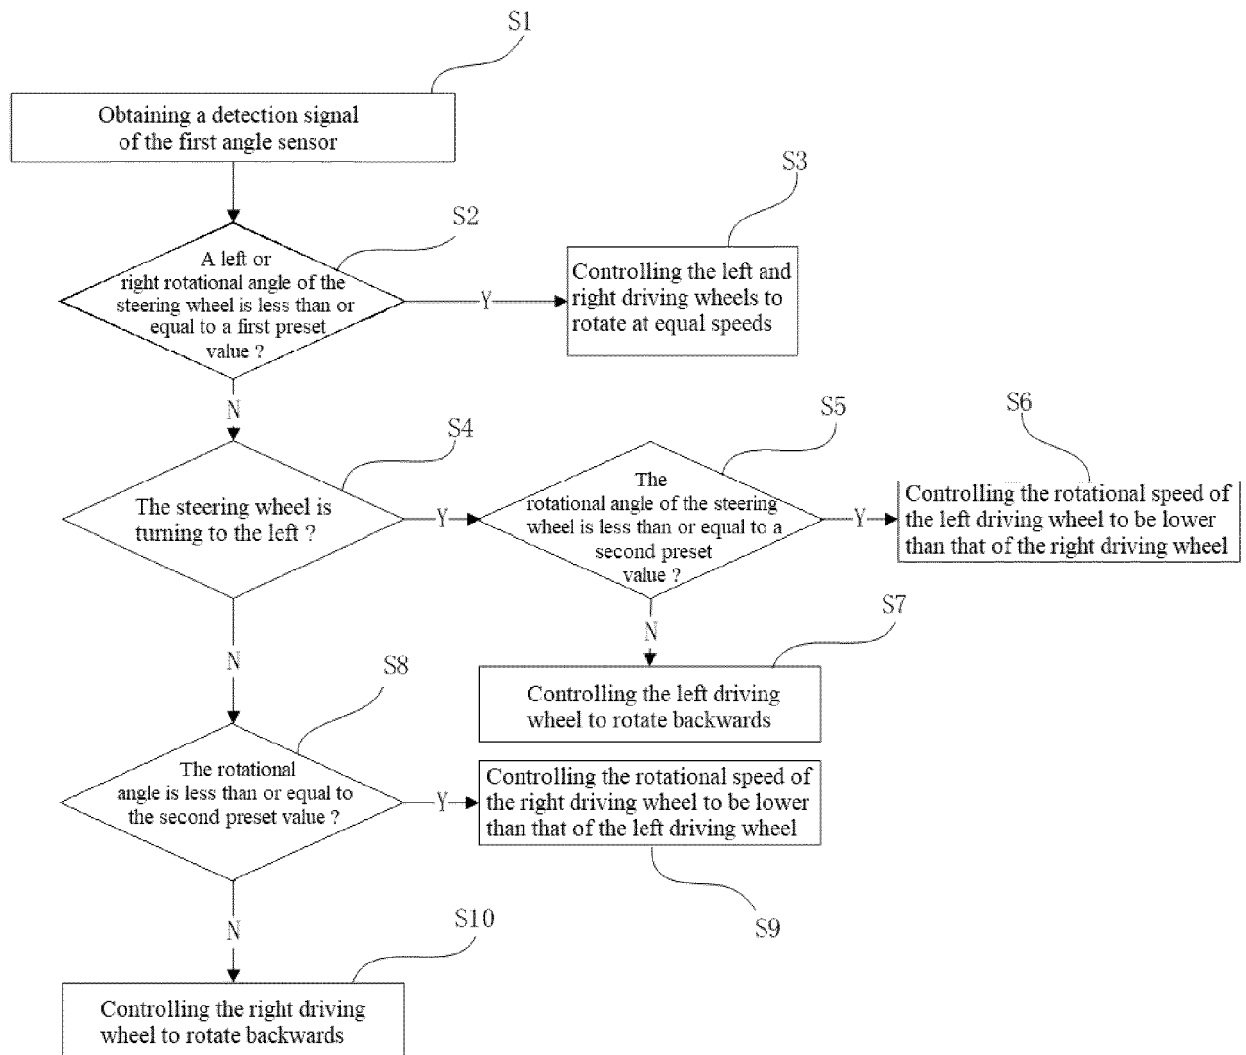 S1
Obtaining a detection signal
of the first angle sensor
S2
A left or
right rotational angle of the
steering wheel is less than or
equal to a first preset
value ?
Y
S3
Controlling the left and
right driving wheels to
rotate at equal speeds
N
S4
The steering wheel is
turning to the left ?
Y
S5
The
rotational angle of the steering
wheel is less than or equal to a
second preset
value ?
Y
S6
Controlling the rotational speed of
the left driving wheel to be lower
than that of the right driving wheel
N
S7
Controlling the left driving
wheel to rotate backwards
N
S8
The rotational
angle is less than or equal to
the second preset value ?
Y
Controlling the rotational speed of
the right driving wheel to be lower
than that of the left driving wheel
S9
N
S10
Controlling the right driving
wheel to rotate backwards